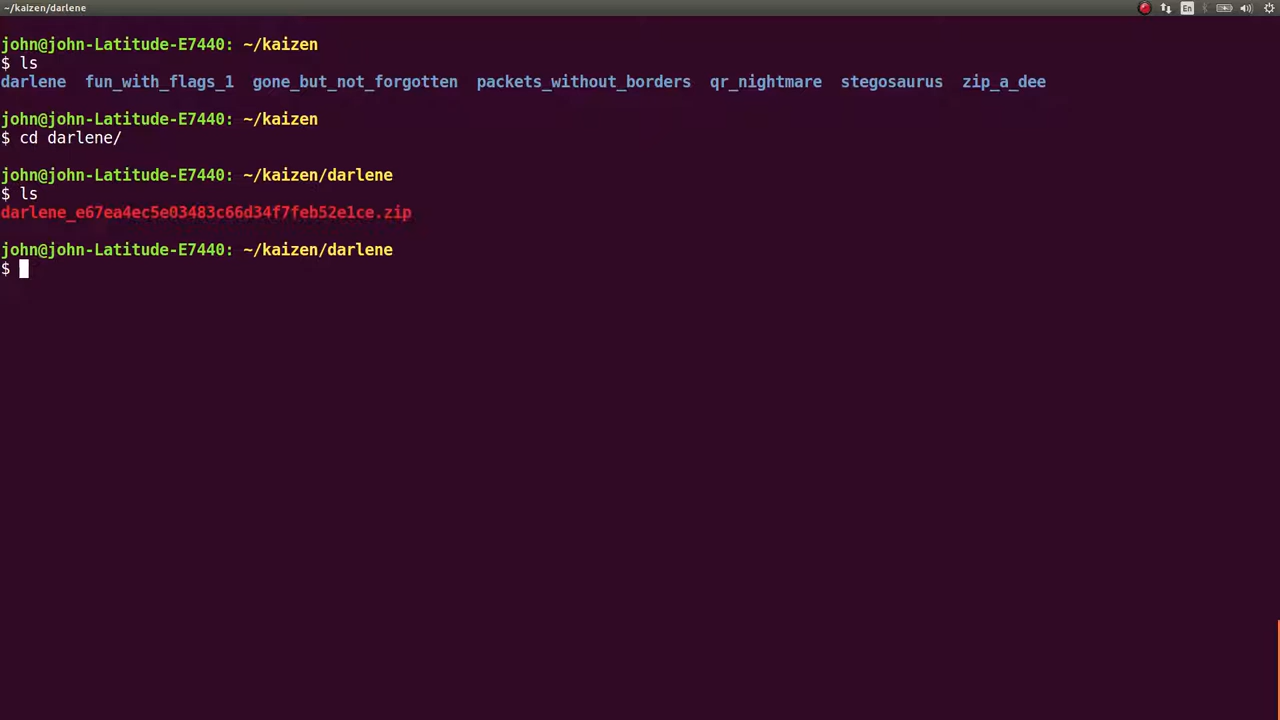 ~/kaizen/darlene
En
john@john-Latitude-E7440: ~/kaizen
$ ls
darlene fun_with_flags_1 gone_but_not_forgotten packets_without_borders qr_nightmare stegosaurus zip_a_dee
john@john-Latitude-E7440: ~/kaizen
$ cd darlene/
john@john-Latitude-E7440: ~/kaizen/darlene
$ ls
darlene_e67ea4ec5e03483c66d34f7feb52e1ce.zip
john@john-Latitude-E7440: ~/kaizen/darlene
$